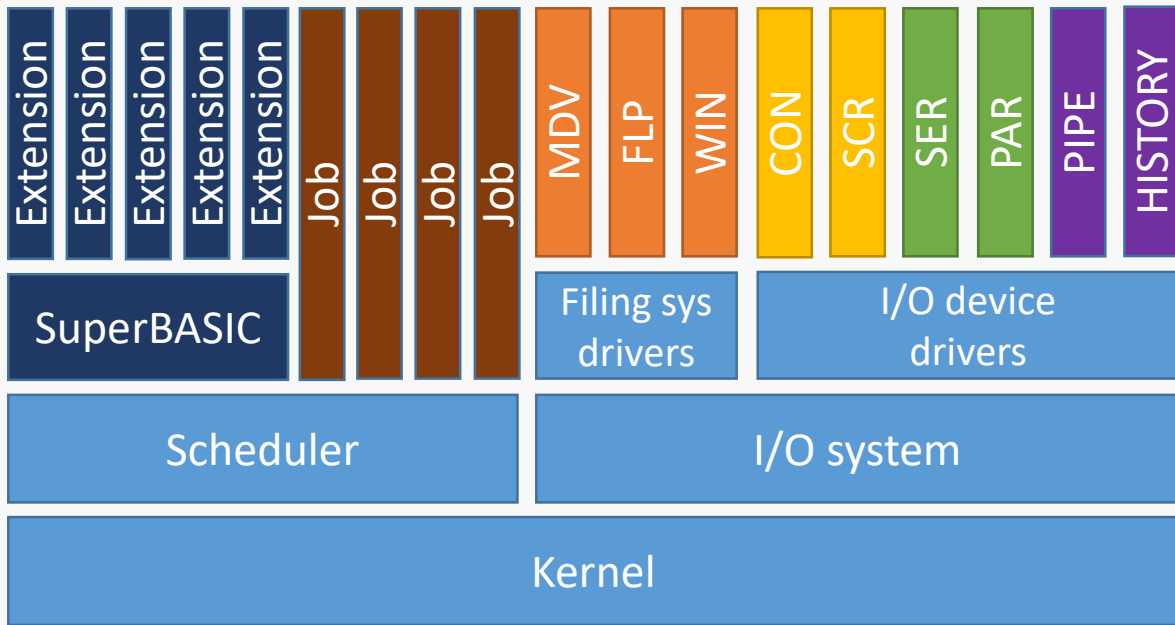 Extension
Extension
Extension
Extension
Extension
Job
Job
Job
Job
MDV
FLP
WIN
CON
SCR
SER
PAR
PIPE
HISTORY
SuperBASIC
Filing sys
drivers
I/O device
drivers
Scheduler
I/O system
Kernel